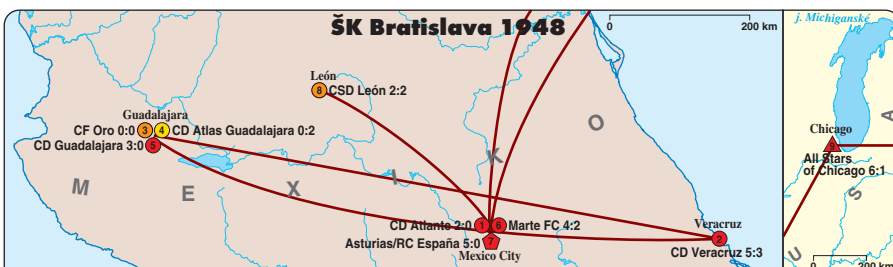 ŠK Bratislava 1948
0 200 km
j. Michiganské
León
8 CSD León 2:2
Guadalajara
CF Oro 0:0 3 4 CD Atlas Guadalajara 0:2
CD Guadalajara 3:0 5
Chicago
9
All Stars
of Chicago 6:1
M E X I K O
U S A
CD Atlante 2:0 1 6 Marte FC 4:2
Asturias/RC España 5:0 7
Mexico City
Veracruz
2
CD Veracruz 5:3
0 200 km